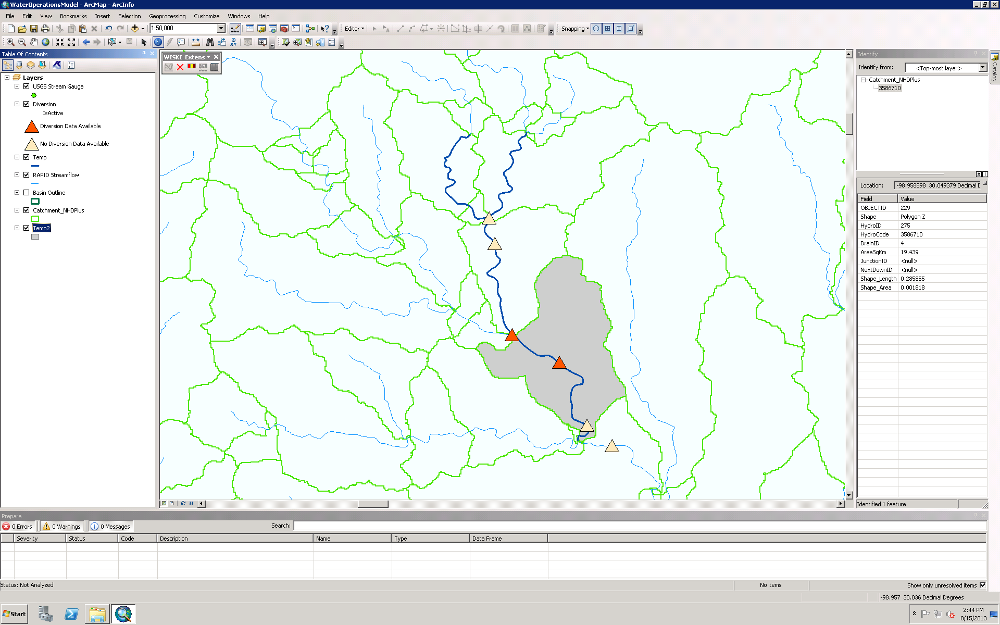 WaterOperationsModel - ArcMap - ArcInfo
File Edit View Bookmarks Insert Selection Geoprocessing Customize Windows Help
1:50,000 Editor Snapping
Table Of Contents
Layers
USGS Stream Gauge
Diversion
IsActive
Diversion Data Available
No Diversion Data Available
Temp
RAPID Streamflow
Basin Outline
Catchment_NHDPlus
Temp2
WISKI Extens
Identify
Identify from: <Top-most layer>
Catchment_NHDPlus
3586710
Location: -98.958898 30.049379 Decimal D
Field Value
OBJECTID 229
Shape Polygon Z
HydroID 275
HydroCode 3586710
DrainID 4
AreaSqKm 19.439
JunctionID <null>
NextDownID <null>
Shape_Length 0.285855
Shape_Area 0.001818
Identified 1 feature
Catalog
Prepare
0 Errors 0 Warnings 0 Messages Search:
Severity Status Code Description Name Type Data Frame
Status: Not Analyzed No items Show only unresolved items
-98.957 30.036 Decimal Degrees
Start
2:44 PM
8/15/2013